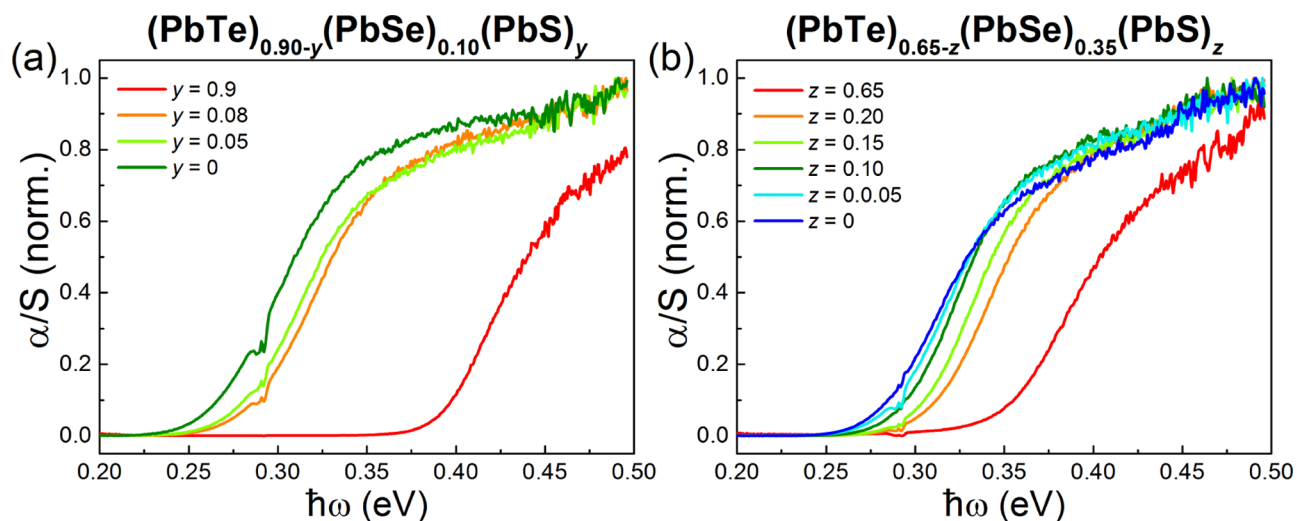 (PbTe)0.90-y(PbSe)0.10(PbS)y
(a)
y = 0.9
y = 0.08
y = 0.05
y = 0
α/S (norm.)
1.0
0.8
0.6
0.4
0.2
0.0
0.20 0.25 0.30 0.35 0.40 0.45 0.50
ħω (eV)
(PbTe)0.65-z(PbSe)0.35(PbS)z
(b)
z = 0.65
z = 0.20
z = 0.15
z = 0.10
z = 0.0.05
z = 0
α/S (norm.)
1.0
0.8
0.6
0.4
0.2
0.0
0.20 0.25 0.30 0.35 0.40 0.45 0.50
ħω (eV)